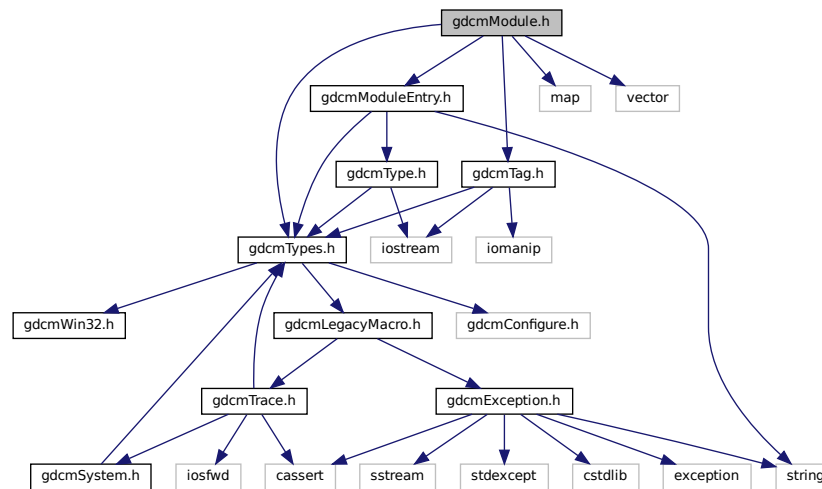 gdcmModule.h
gdcmModuleEntry.h
map
vector
gdcmType.h
gdcmTag.h
gdcmTypes.h
iostream
iomanip
gdcmWin32.h
gdcmLegacyMacro.h
gdcmConfigure.h
gdcmTrace.h
gdcmException.h
gdcmSystem.h
iosfwd
cassert
sstream
stdexcept
cstdlib
exception
string